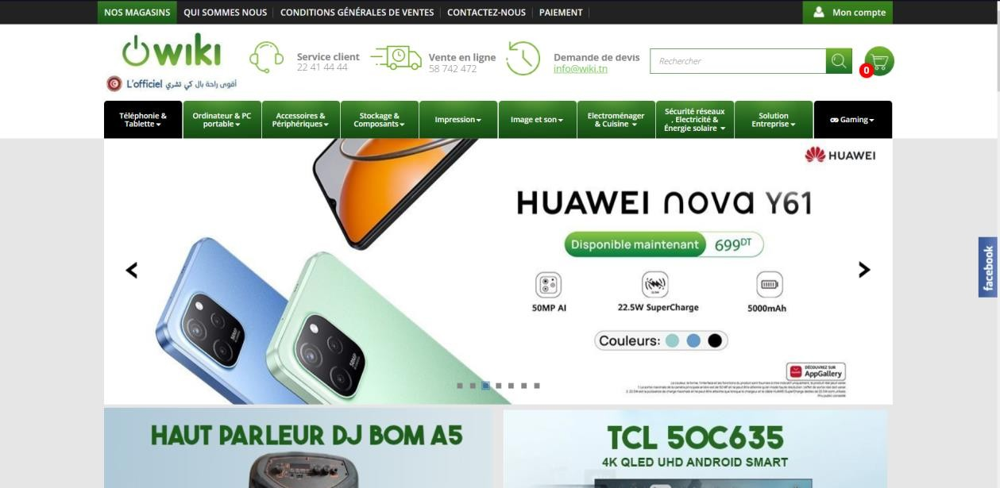 NOS MAGASINS QUI SOMMES NOUS CONDITIONS GÉNÉRALES DE VENTES CONTACTEZ-NOUS PAIEMENT Mon compte
wiki
L'officiel أقوى راحة بال كي تشري
Service client
22 41 44 44
Vente en ligne
58 742 472
Demande de devis
info@wiki.tn
Rechercher
0
Téléphonie &
Tablette
Ordinateur & PC
portable
Accessoires &
Périphériques
Stockage &
Composants
Impression
Image et son
Electroménager
& Cuisine
Sécurité réseaux
, Electricité &
Énergie solaire
Solution
Entreprise
Gaming
HUAWEI
HUAWEI nova Y61
Disponible maintenant 699DT
50MP AI
22.5W SuperCharge
5000mAh
Couleurs:
DÉCOUVREZ SUR
AppGallery
facebook
HAUT PARLEUR DJ BOM A5
TCL 50C635
4K QLED UHD ANDROID SMART